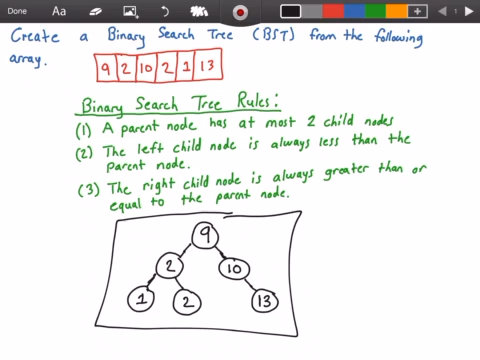 Done
Aa
1
Create a Binary Search Tree (BST) from the following
array.
9 2 10 2 1 13
Binary Search Tree Rules:
(1) A parent node has at most 2 child nodes
(2) The left child node is always less than the
parent node.
(3) The right child node is always greater than or
equal to the parent node.
9
2 10
1 2 13